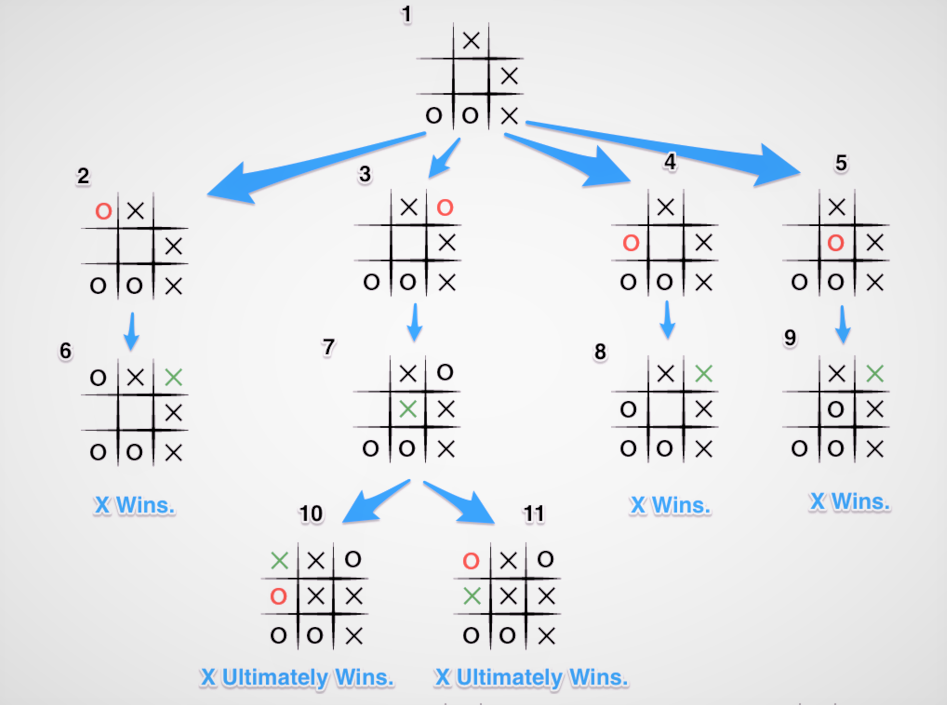 1
X
X
O O X
2 3 4 5
O X
X
O O X
X O
X
O O X
X
O X
O O X
X
O X
O O X
6 7 8 9
O X X
X
O O X
X O
X X
O O X
X X
O X
O O X
X X
O X
O O X
X Wins.
X Wins.
X Wins.
10 11
X X O
O X X
O O X
O X O
X X X
O O X
X Ultimately Wins.
X Ultimately Wins.